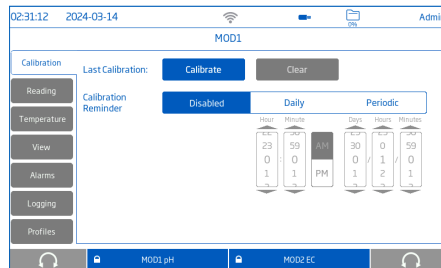 02:31:12 2024-03-14 0% Admi
MOD1
Calibration
Last Calibration: Calibrate Clear
Reading
Calibration Reminder
Disabled Daily Periodic
Temperature
Hour Minute Days Hours Minutes
View
23 59 AM 30 0 59
0 : 0 0 / 1 / 0
1 1 PM 1 2 1
Alarms
Logging
Profiles
MOD1 pH MOD2 EC